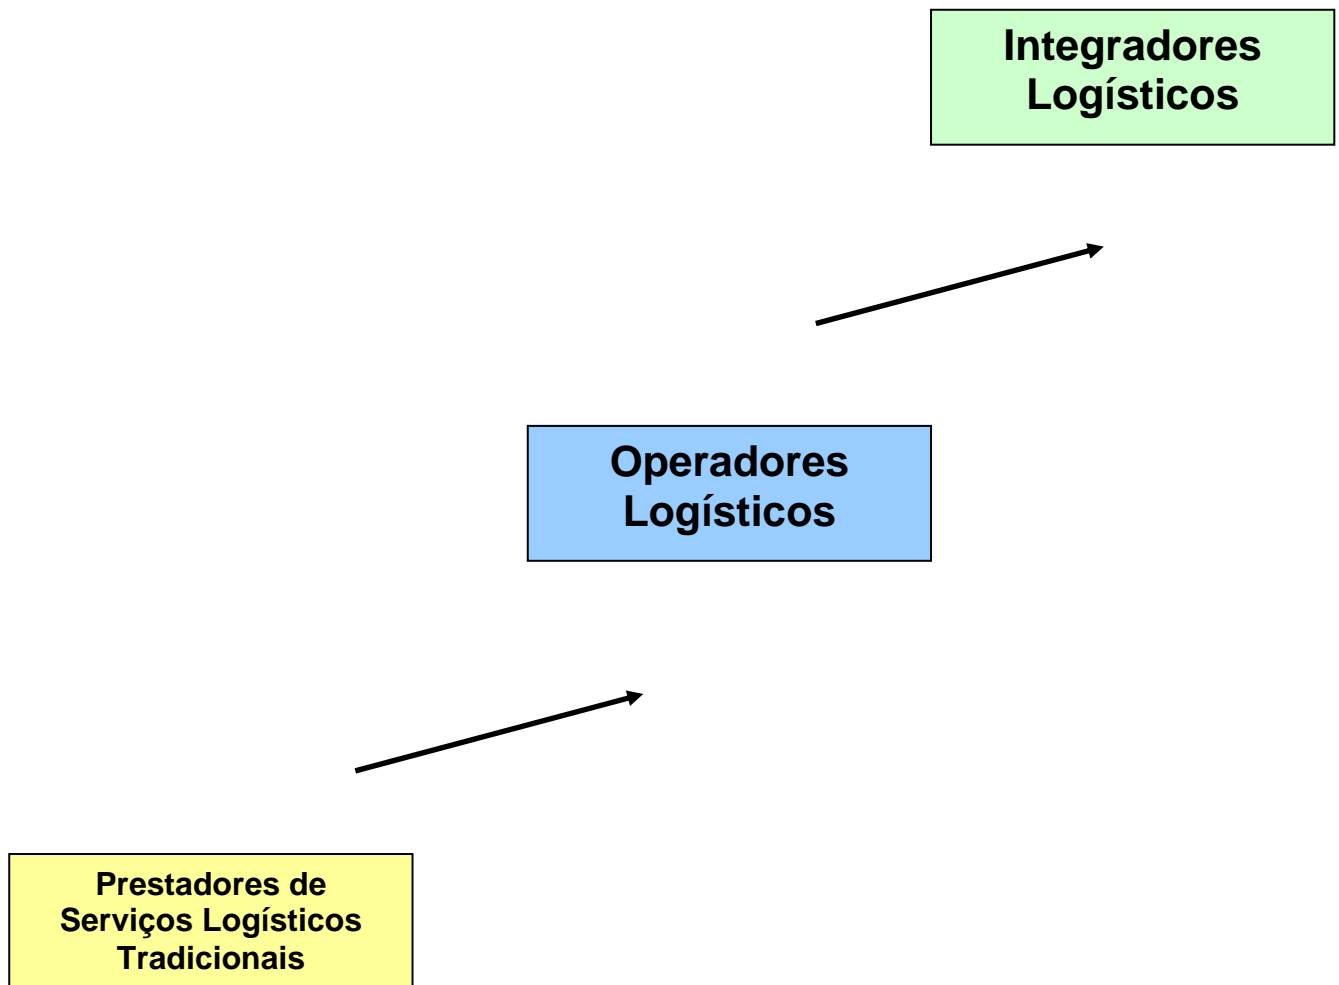 Integradores
Logísticos
Operadores
Logísticos
Prestadores de
Serviços Logísticos
Tradicionais